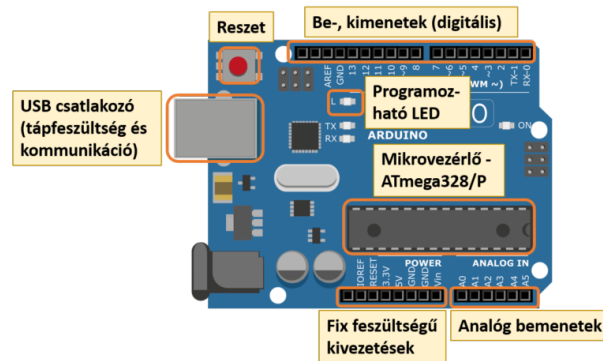 Reszet
Be-, kimenetek (digitális)
AREF
GND
13
12
11
10
~9
8
7
~6
~5
4
~3
2
TX-1
RX-0
USB csatlakozó
(tápfeszültség és
kommunikáció)
L
Programoz-
ható LED
WM ~)
TX
RX
ARDUINO
O
ON
Mikrovezérlő -
ATmega328/P
POWER
ANALOG IN
IOREF
RESET
3.3V
5V
GND
GND
Vin
A0
A1
A2
A3
A4
A5
Fix feszültségű
kivezetések
Analóg bemenetek